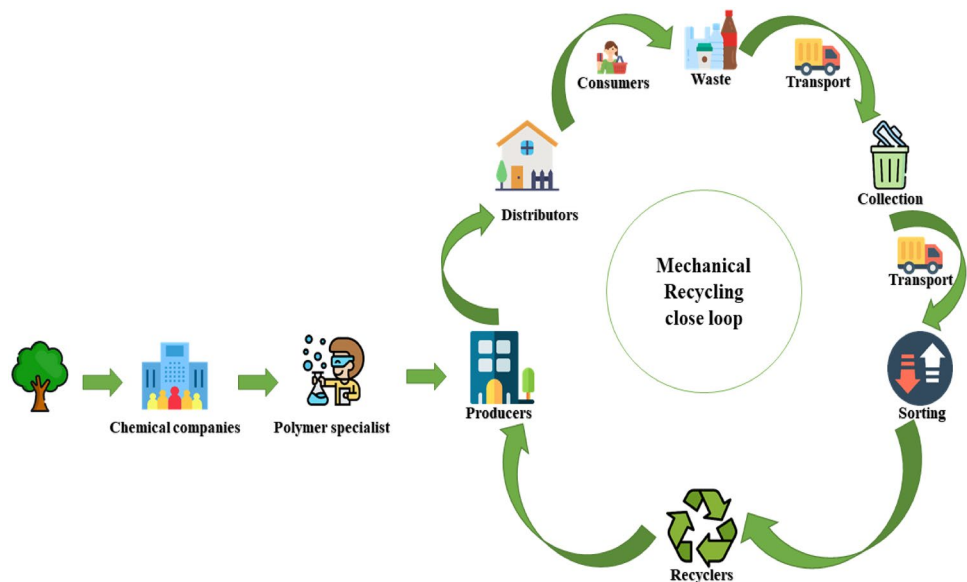 Consumers
Waste
Transport
Collection
Distributors
Transport
Mechanical
Recycling
close loop
Chemical companies
Polymer specialist
Producers
Sorting
Recyclers